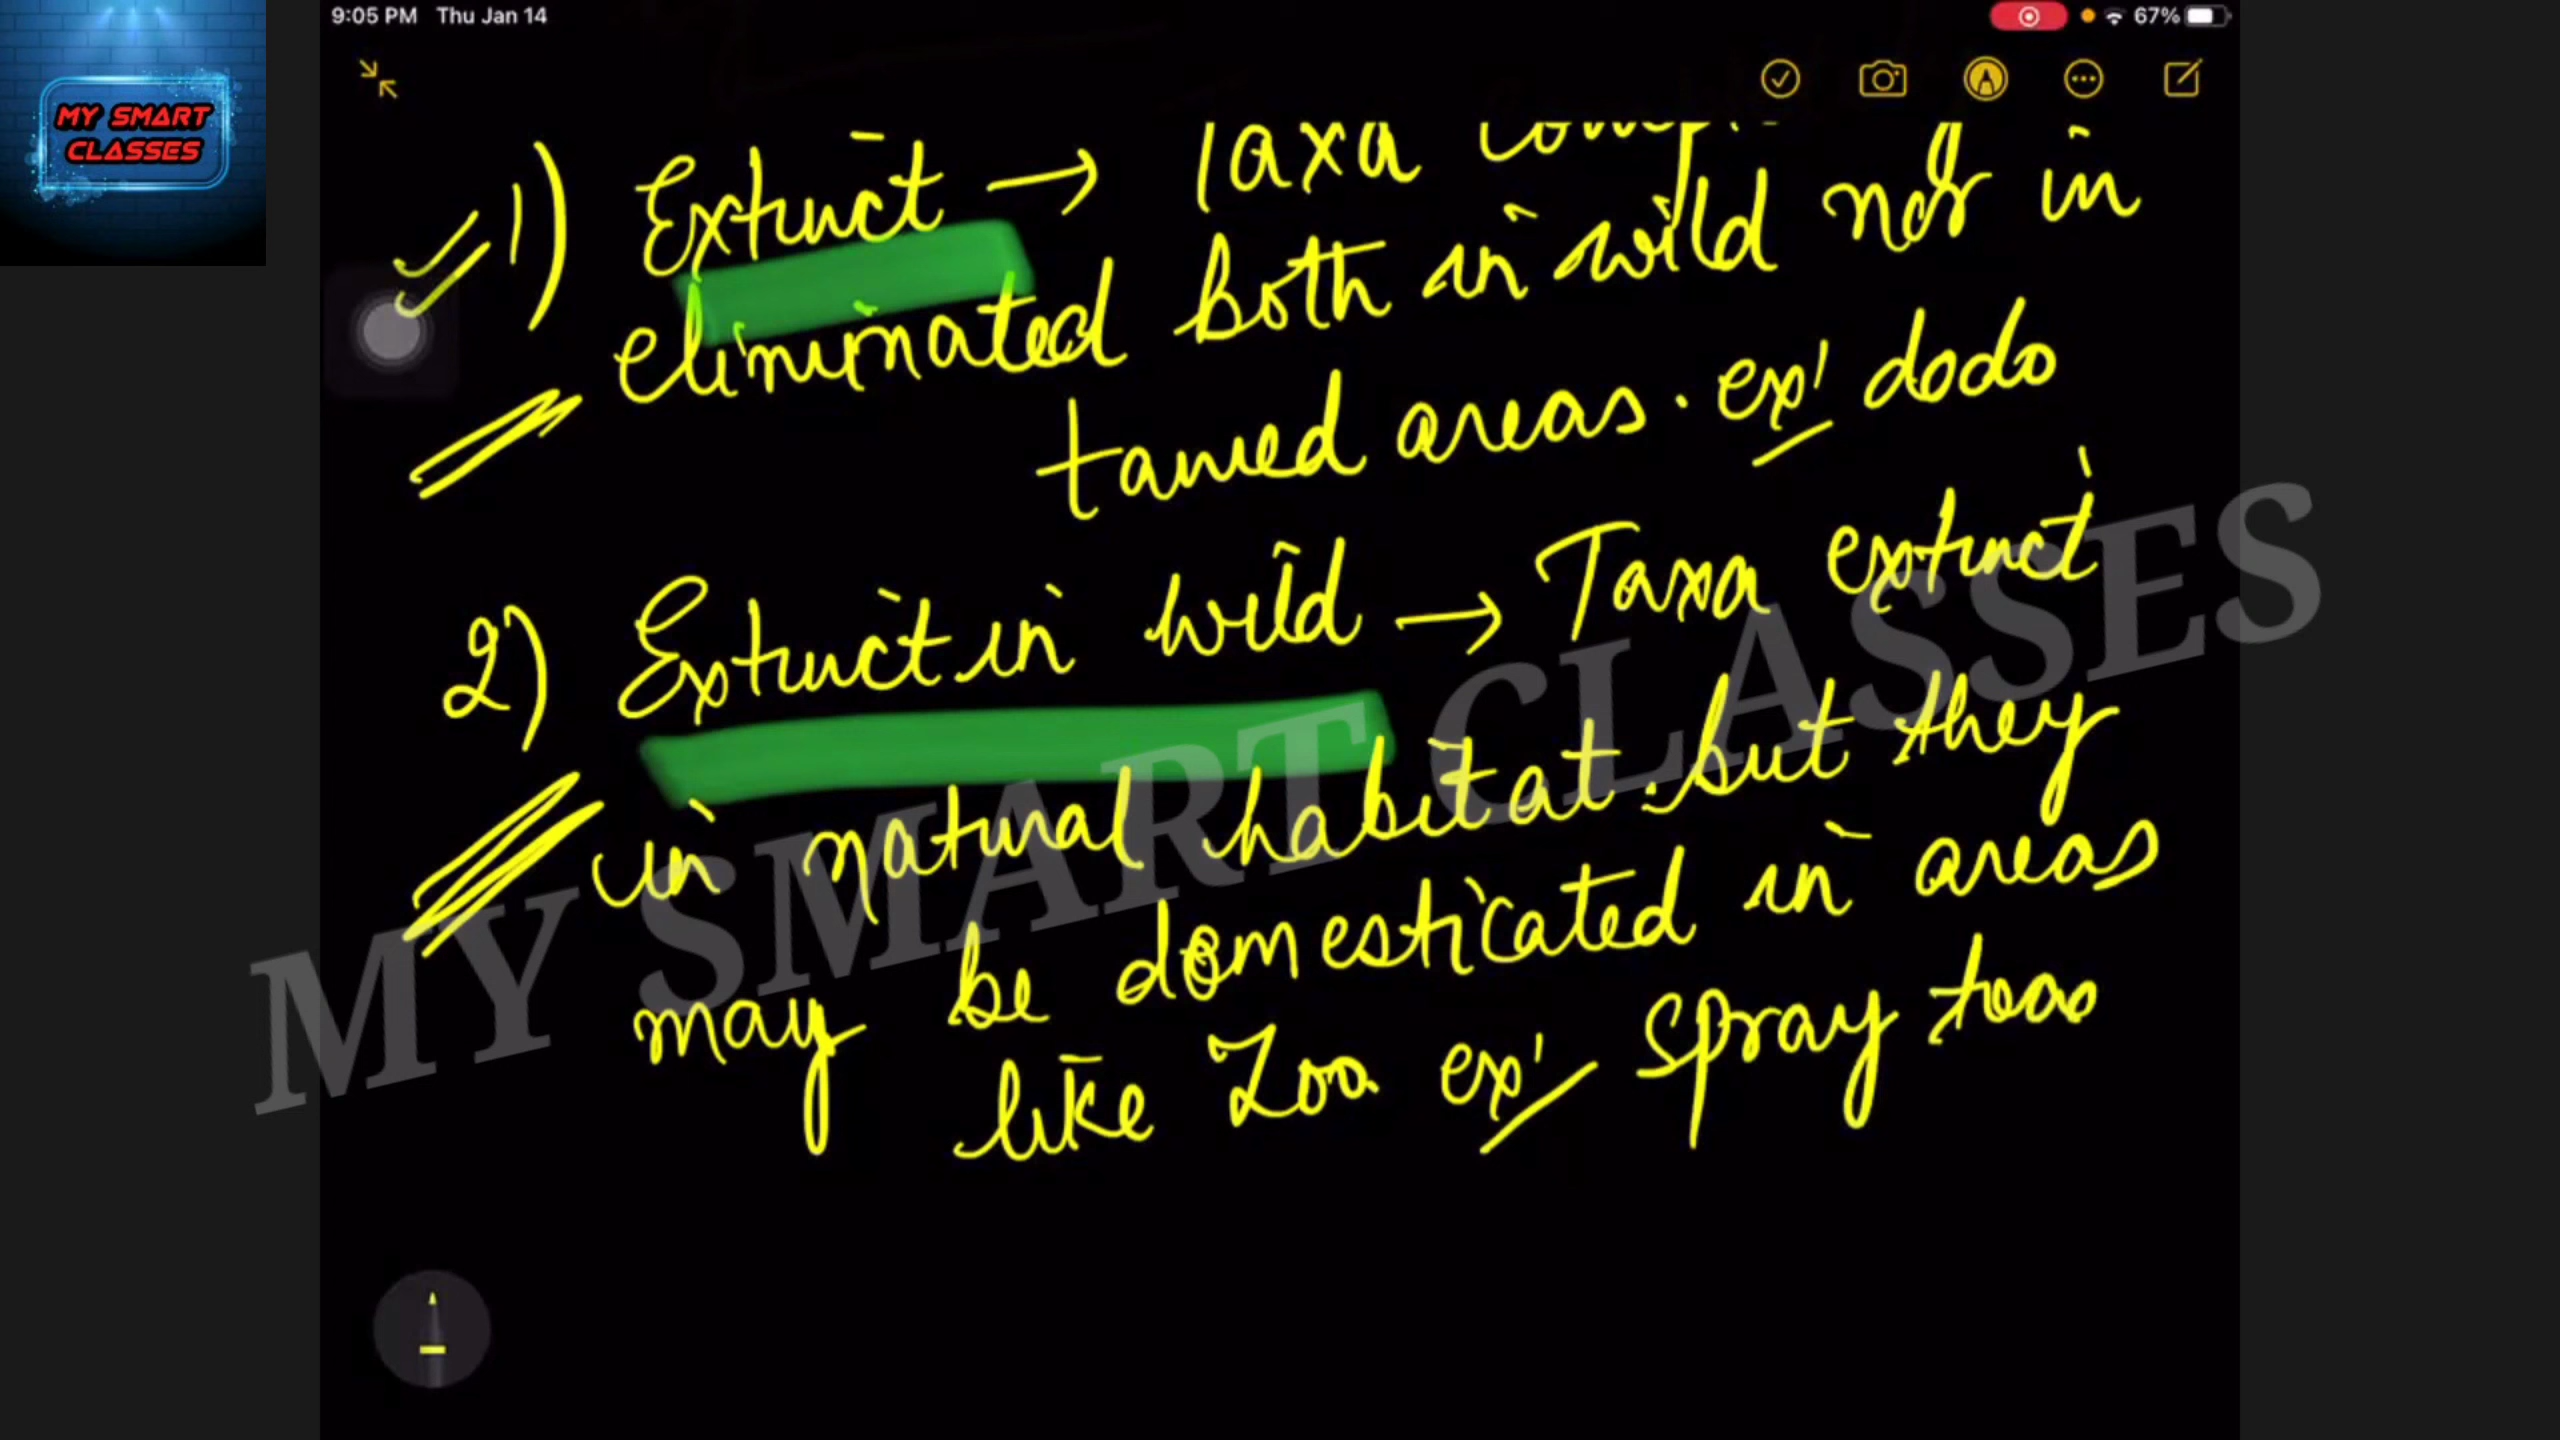 9:05 PM Thu Jan 14
67%
MY SMART
CLASSES
1) Extinct → Taxa
eliminated both in wild nor in
tamed areas. ex' dodo
2) Extinct in wild → Taxa extinct
in natural habitat. but they
may be domesticated in areas
like Zoo ex' Spray toas
MY SMART CLASSES